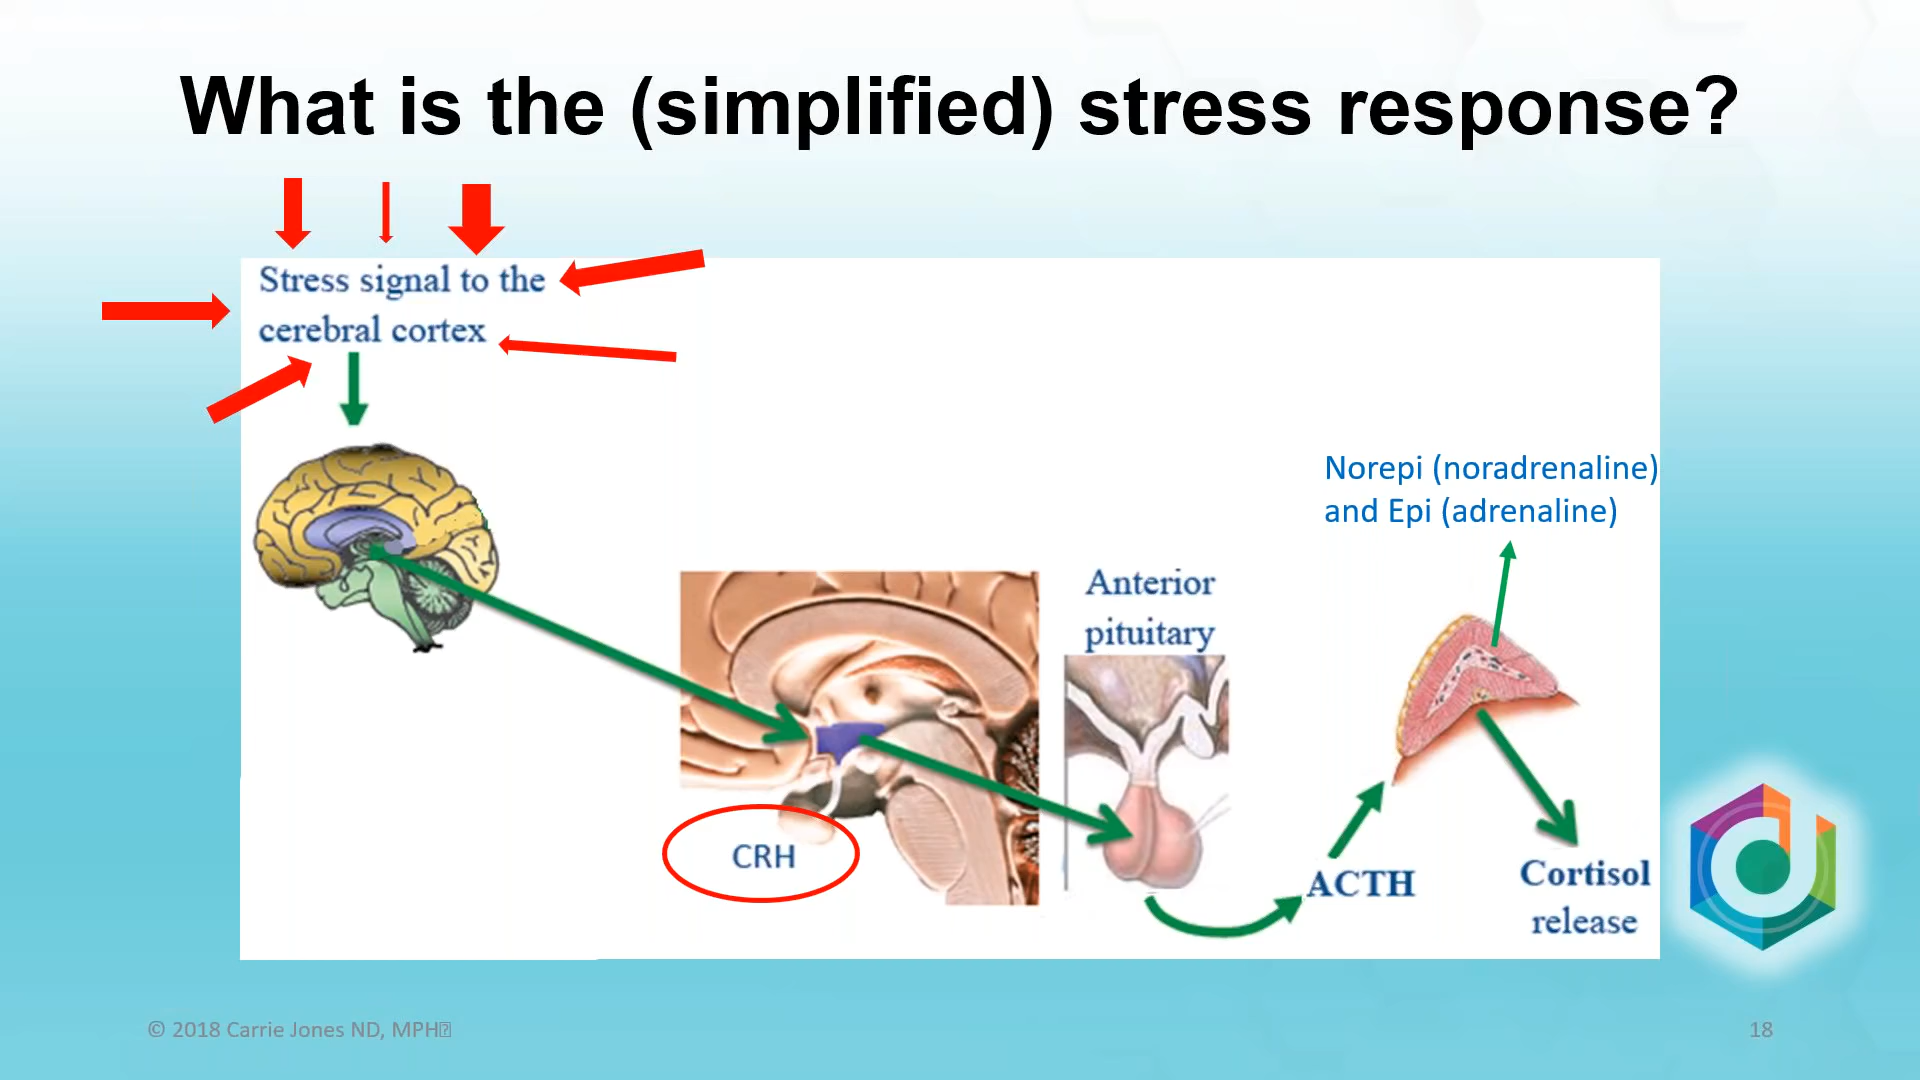 What is the (simplified) stress response?
Stress signal to the
cerebral cortex
Norepi (noradrenaline)
and Epi (adrenaline)
Anterior
pituitary
CRH
ACTH
Cortisol
release
© 2018 Carrie Jones ND, MPH
18